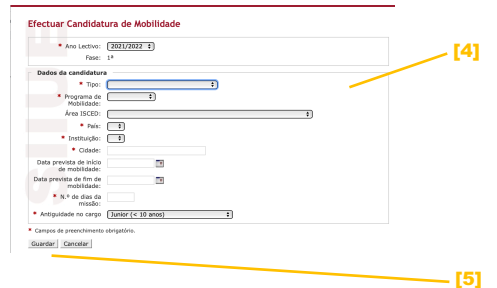 Efectuar Candidatura de Mobilidade
* Ano Lectivo: 2021/2022
Fase: 1ª
[4]
Dados da candidatura
* Tipo:
* Programa de
Mobilidade:
Área ISCED:
* País:
* Instituição:
* Cidade:
Data prevista de início
de mobilidade:
Data prevista de fim de
mobilidade:
* N.º de dias da
missão:
* Antiguidade no cargo Junior (< 10 anos)
* Campos de preenchimento obrigatório.
Guardar Cancelar
[5]